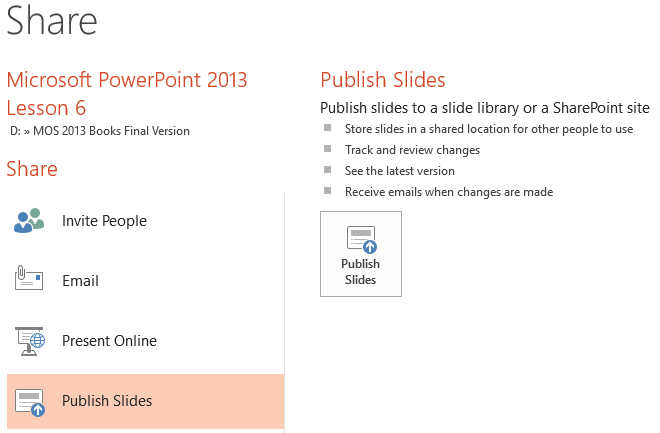 Share
Microsoft PowerPoint 2013
Lesson 6
D: » MOS 2013 Books Final Version
Share
Invite People
Email
Present Online
Publish Slides
Publish Slides
Publish slides to a slide library or a SharePoint site
Store slides in a shared location for other people to use
Track and review changes
See the latest version
Receive emails when changes are made
Publish
Slides